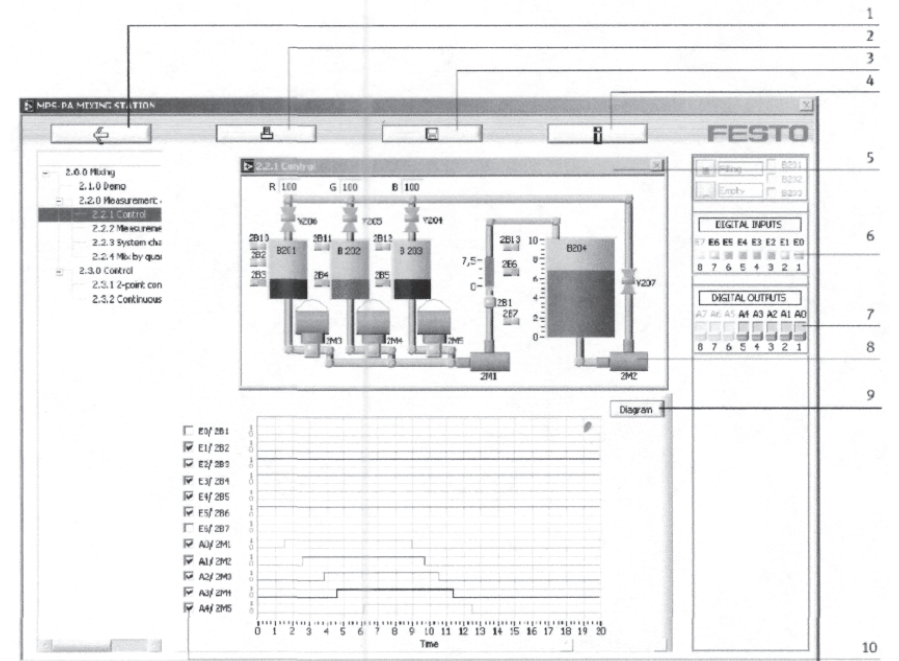 1
2
3
4
MPS-PA MIXING STATION
FESTO
2.0.0 Mixing
2.1.0 Demo
2.2.0 Measurement
2.2.1 Control
2.2.2 Measureme
2.2.3 System cha
2.2.4 Mix by quan
2.3.0 Control
2.3.1 2-point con
2.3.2 Continuous
2.2.1 Control
R 100 G 100 B 100
V206 V205 V204
2B10 2B11 2B12
B201 B202 B203
2B2
2B3 2B4 2B5
2M3 2M4 2M5
7,5
0
2B13
2B6
2B1
2B7
2M1
10
8
6
4
2
0
B204
V207
2M2
Filling
Empty
B201
B202
B203
5
DIGITAL INPUTS
E7 E6 E5 E4 E3 E2 E1 E0
8 7 6 5 4 3 2 1
6
DIGITAL OUTPUTS
A7 A6 A5 A4 A3 A2 A1 A0
8 7 6 5 4 3 2 1
7
8
9
Diagram
E0/ 2B1
E1/ 2B2
E2/ 2B3
E3/ 2B4
E4/ 2B5
E5/ 2B6
E6/ 2B7
A0/ 2M1
A1/ 2M2
A2/ 2M3
A3/ 2M4
A4/ 2M5
0 1 2 3 4 5 6 7 8 9 10 11 12 13 14 15 16 17 18 19 20
Time
10